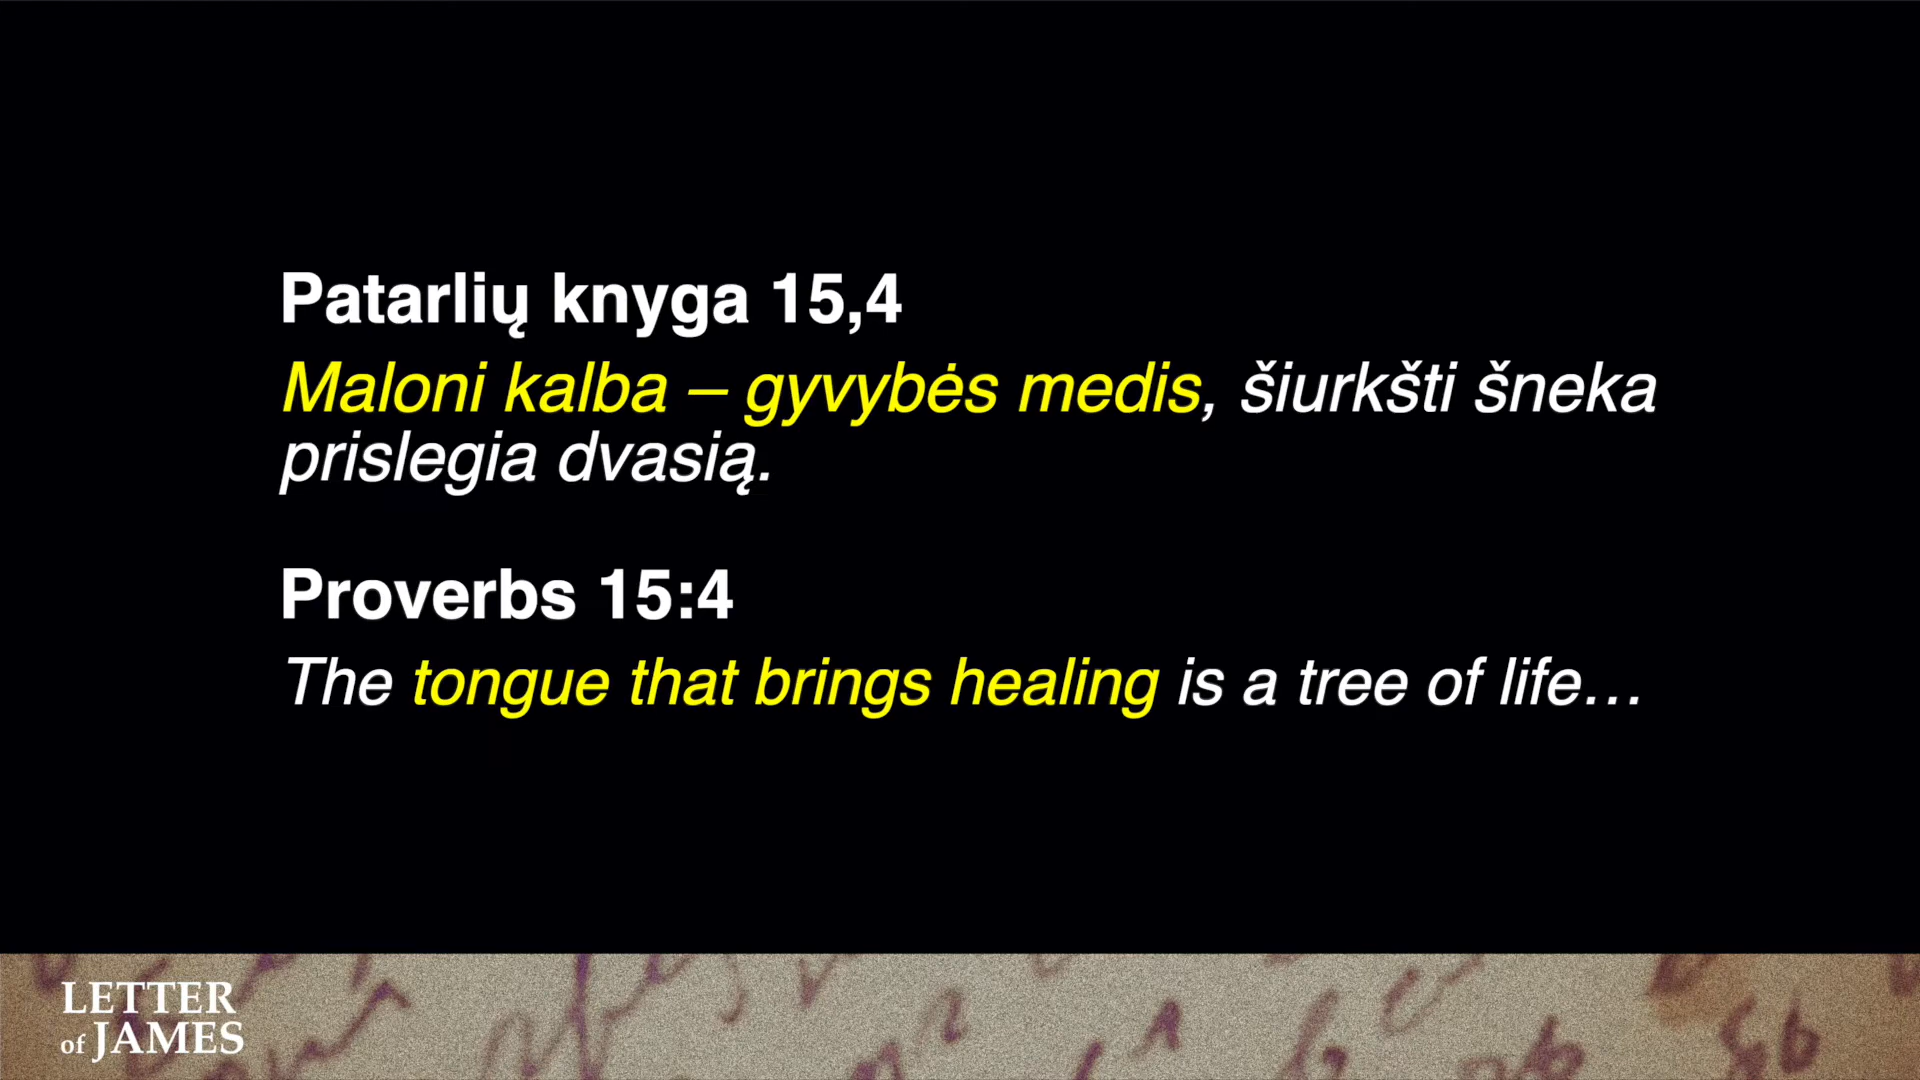 Patarlių knyga 15,4
Maloni kalba – gyvybės medis, šiurkšti šneka
prislegia dvasią.
Proverbs 15:4
The tongue that brings healing is a tree of life…
LETTER
of JAMES